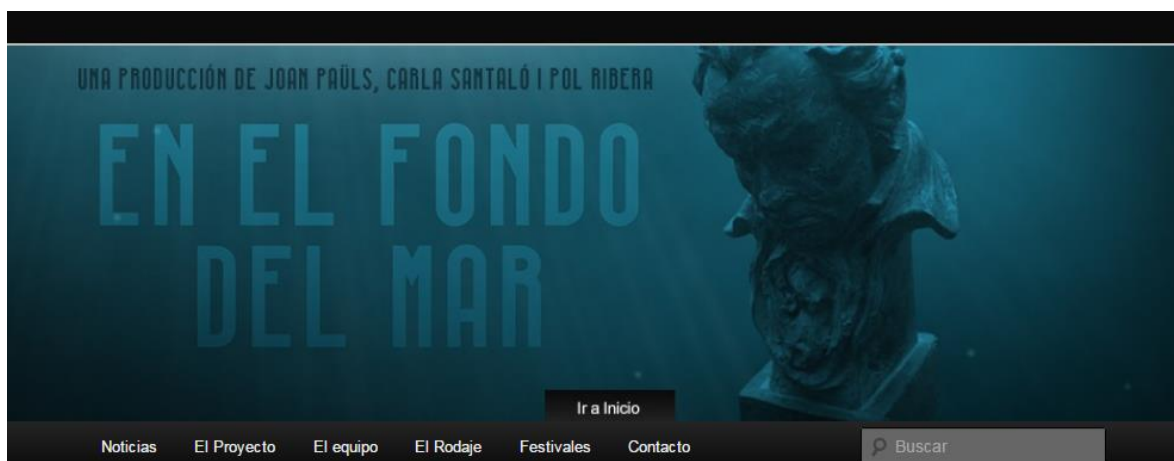 UNA PRODUCCIÓN DE JOAN PAÜLS, CARLA SANTALÓ I POL RIBERA
EN EL FONDO
DEL MAR
Ir a Inicio
Noticias El Proyecto El equipo El Rodaje Festivales Contacto Buscar